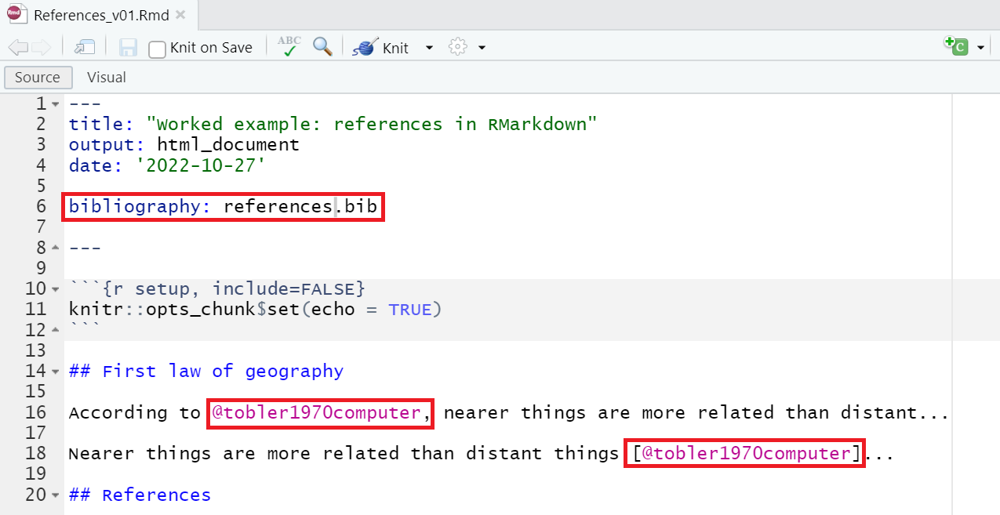 Rmd References_v01.Rmd
Knit on Save ABC Knit C
Source Visual
1 ---
2 title: "Worked example: references in RMarkdown"
3 output: html_document
4 date: '2022-10-27'
5
6 bibliography: references.bib
7
8 ---
9
10 ```{r setup, include=FALSE}
11 knitr::opts_chunk$set(echo = TRUE)
12 ```
13
14 ## First law of geography
15
16 According to @tobler1970computer, nearer things are more related than distant...
17
18 Nearer things are more related than distant things [@tobler1970computer]...
19
20 ## References